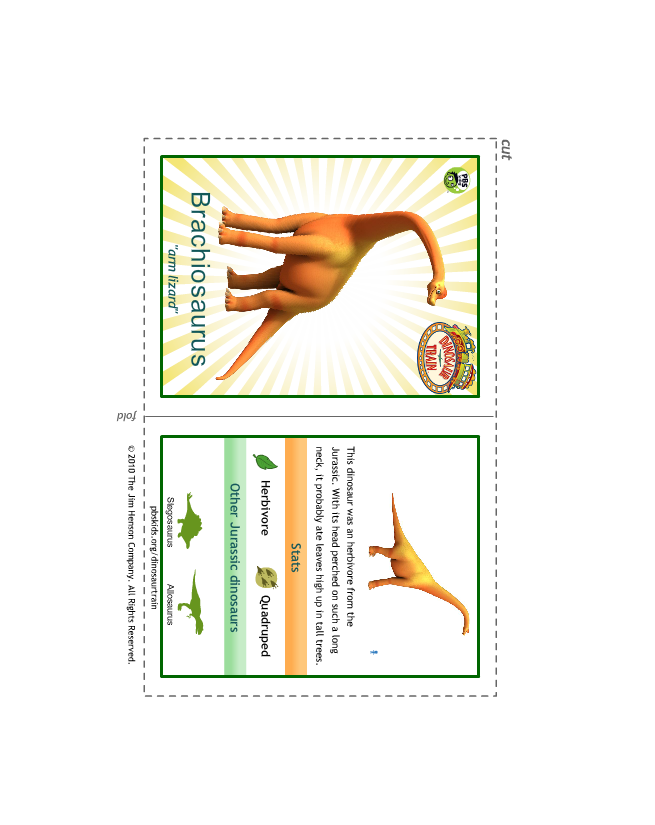 cut
PBS
KIDS
DINOSAUR
TRAIN
Brachiosaurus
"arm lizard"
fold
This dinosaur was an herbivore from the
Jurassic. With its head perched on such a long
neck, it probably ate leaves high up in tall trees.
Stats
Herbivore
Quadruped
Other Jurassic dinosaurs
Stegosaurus
Allosaurus
pbskids.org/dinosaurtrain
© 2010 The Jim Henson Company. All Rights Reserved.